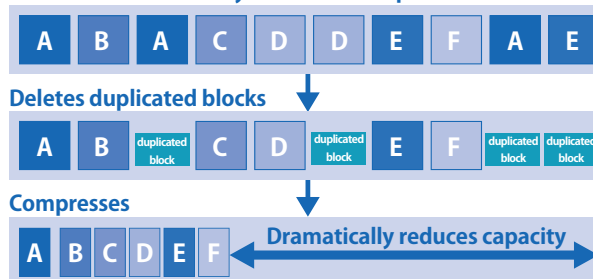 A B A C D D E F A E
Deletes duplicated blocks
A B duplicated block C D duplicated block E F duplicated block duplicated block
Compresses
A B C D E F Dramatically reduces capacity